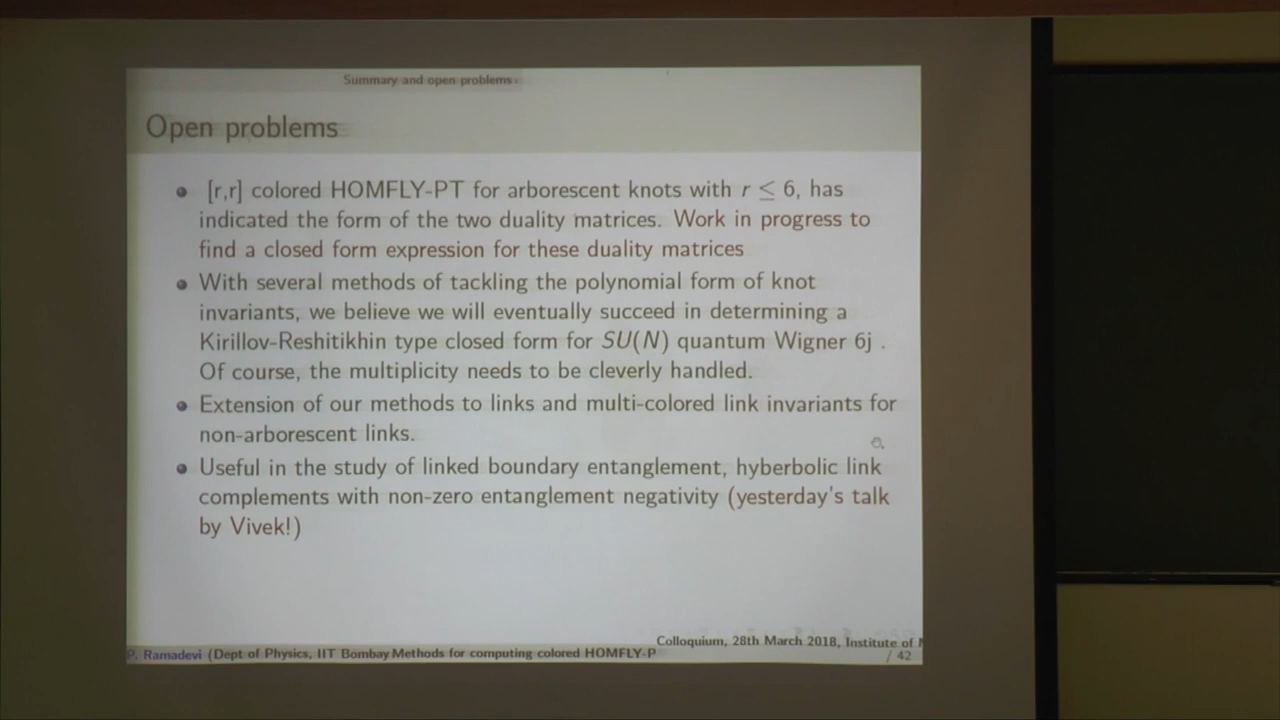 Summary and open problems
Open problems
[r,r] colored HOMFLY-PT for arborescent knots with r ≤ 6, has
indicated the form of the two duality matrices. Work in progress to
find a closed form expression for these duality matrices
With several methods of tackling the polynomial form of knot
invariants, we believe we will eventually succeed in determining a
Kirillov-Reshitikhin type closed form for SU(N) quantum Wigner 6j .
Of course, the multiplicity needs to be cleverly handled.
Extension of our methods to links and multi-colored link invariants for
non-arborescent links.
Useful in the study of linked boundary entanglement, hyberbolic link
complements with non-zero entanglement negativity (yesterday's talk
by Vivek!)
Colloquium, 28th March 2018, Institute of
P. Ramadevi (Dept of Physics, IIT Bombay Methods for computing colored HOMFLY-P
/ 42